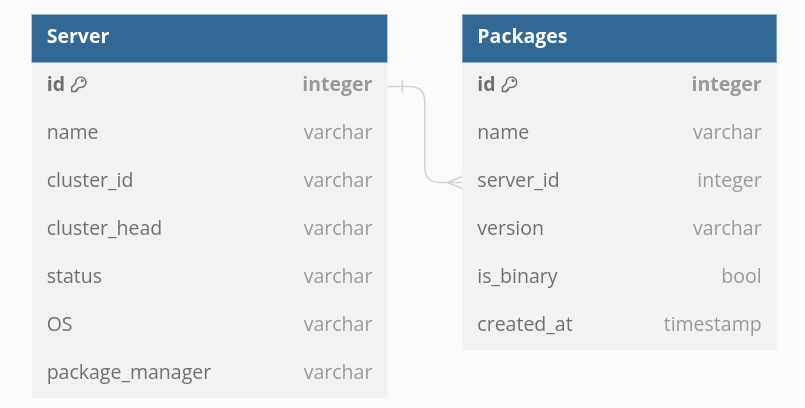 Server
id integer
name varchar
cluster_id varchar
cluster_head varchar
status varchar
OS varchar
package_manager varchar
Packages
id integer
name varchar
server_id integer
version varchar
is_binary bool
created_at timestamp